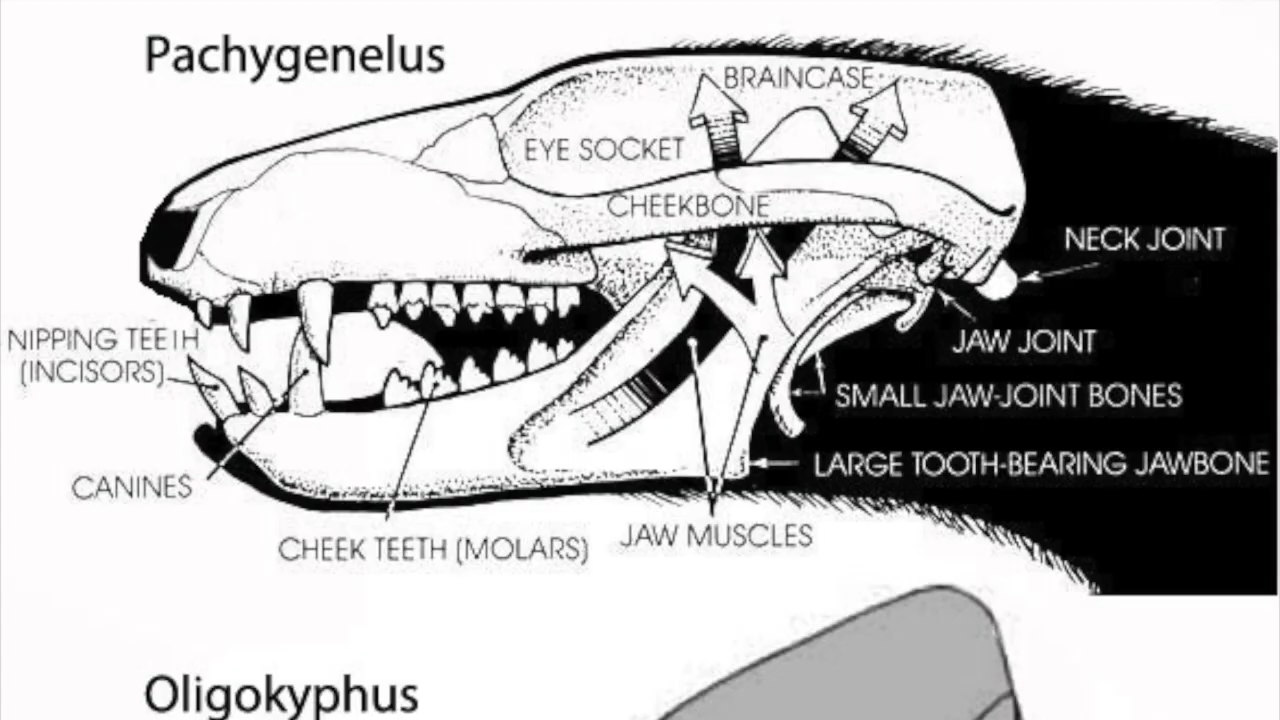 Pachygenelus
BRAINCASE
EYE SOCKET
CHEEKBONE
NECK JOINT
NIPPING TEETH
(INCISORS)
JAW JOINT
SMALL JAW-JOINT BONES
LARGE TOOTH-BEARING JAWBONE
CANINES
CHEEK TEETH (MOLARS)
JAW MUSCLES
Oligokyphus